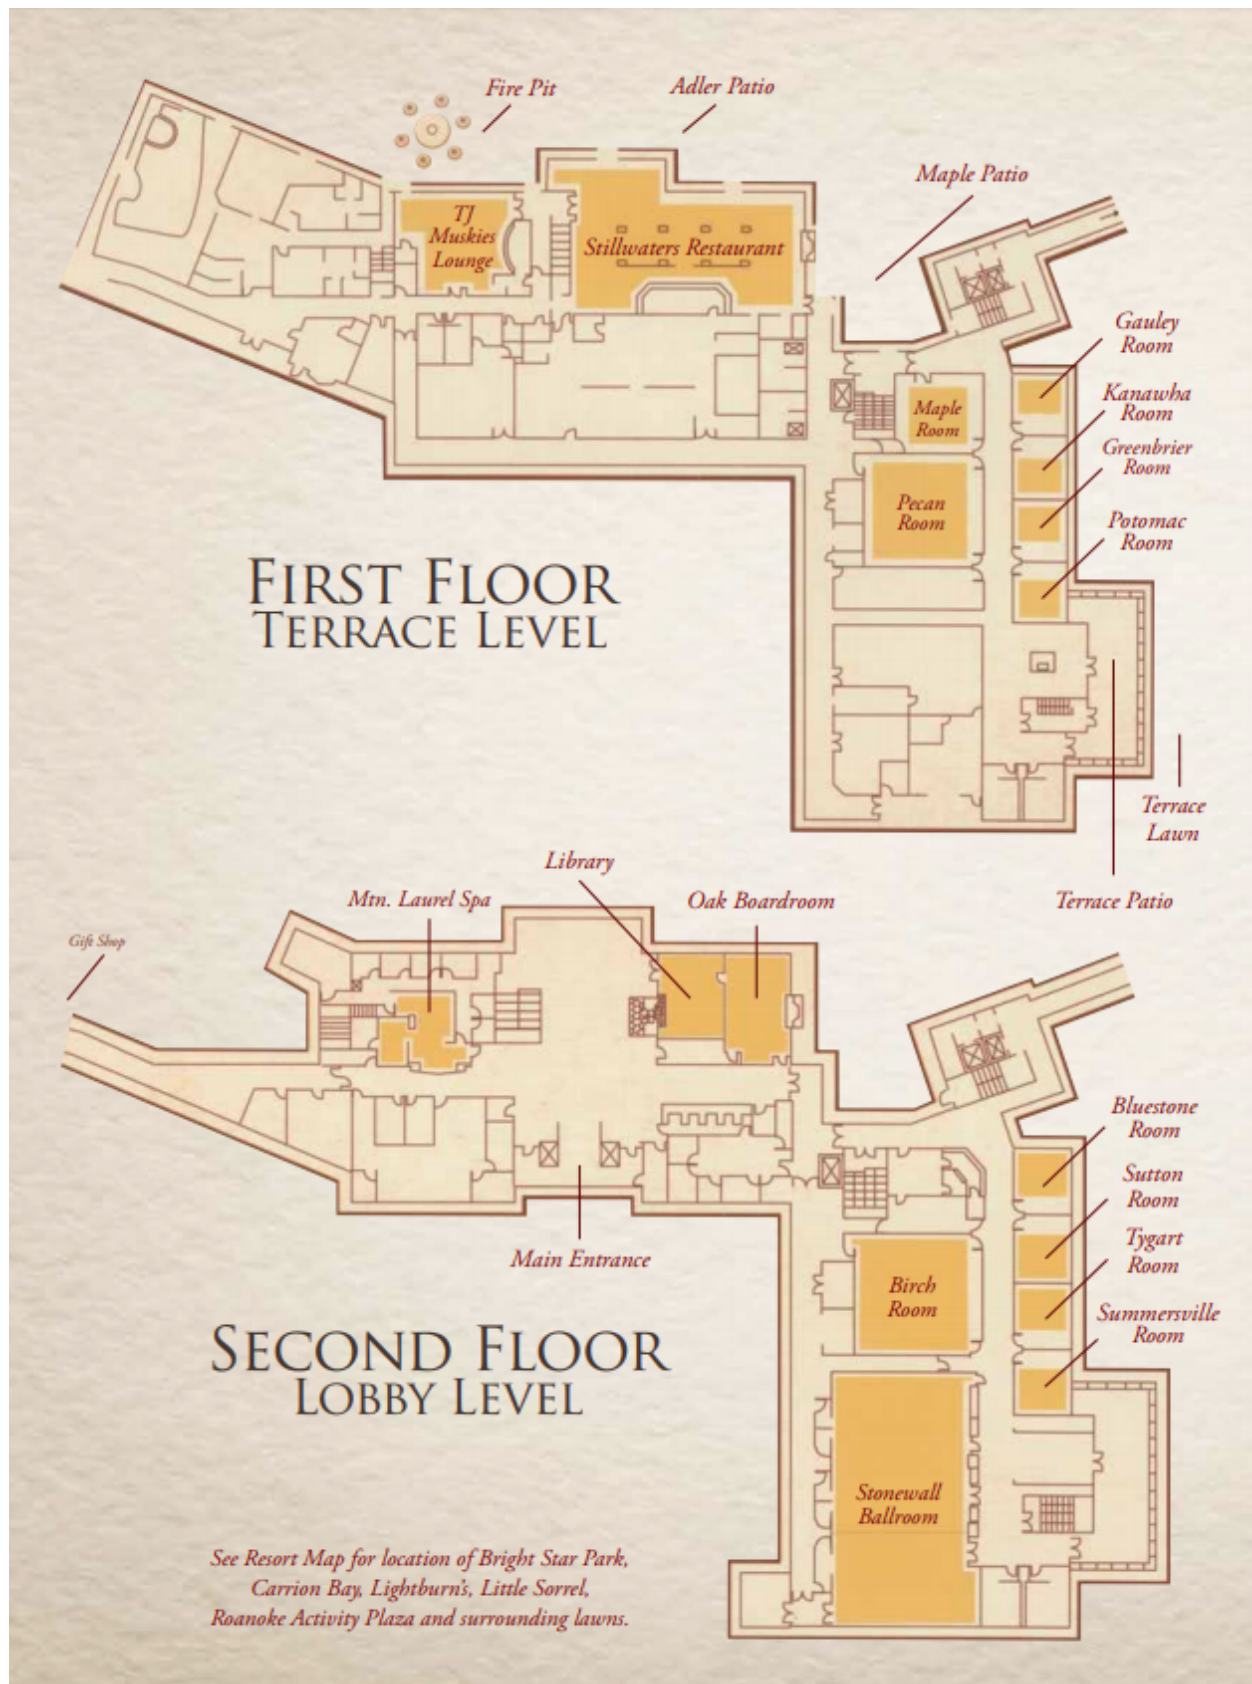 Fire Pit
Adler Patio
Maple Patio
TJ
Muskies
Lounge
Stillwaters Restaurant
Gauley
Room
Kanawha
Room
Maple
Room
Greenbrier
Room
Pecan
Room
Potomac
Room
FIRST FLOOR
TERRACE LEVEL
Terrace
Lawn
Terrace Patio
Library
Mtn. Laurel Spa
Oak Boardroom
Gift Shop
Bluestone
Room
Sutton
Room
Tygart
Room
Main Entrance
Birch
Room
Summersville
Room
SECOND FLOOR
LOBBY LEVEL
Stonewall
Ballroom
See Resort Map for location of Bright Star Park,
Carrion Bay, Lightburn's, Little Sorrel,
Roanoke Activity Plaza and surrounding lawns.